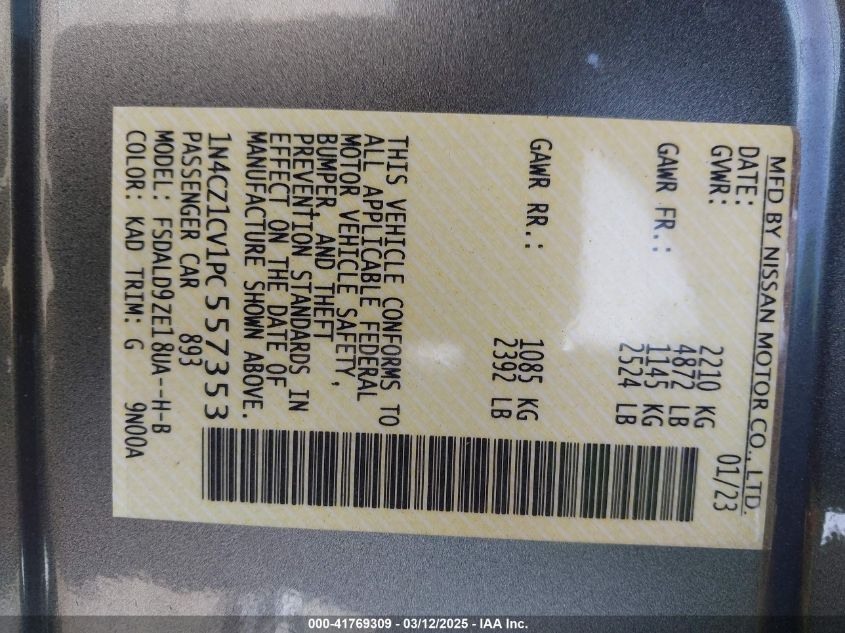 MFD BY NISSAN MOTOR CO., LTD.
DATE: 01/23
GVWR: 2210 KG
4872 LB
GAWR FR.: 1145 KG
2524 LB
GAWR RR.: 1085 KG
2392 LB
THIS VEHICLE CONFORMS TO
ALL APPLICABLE FEDERAL
MOTOR VEHICLE SAFETY,
BUMPER, AND THEFT
PREVENTION STANDARDS IN
EFFECT ON THE DATE OF
MANUFACTURE SHOWN ABOVE.
1N4CZ1CV1PC557353
PASSENGER CAR 893
MODEL: FSDALD9ZE18UA--H-B
COLOR: KAD TRIM: G 9N00A
000-41769309 - 03/12/2025 - IAA Inc.